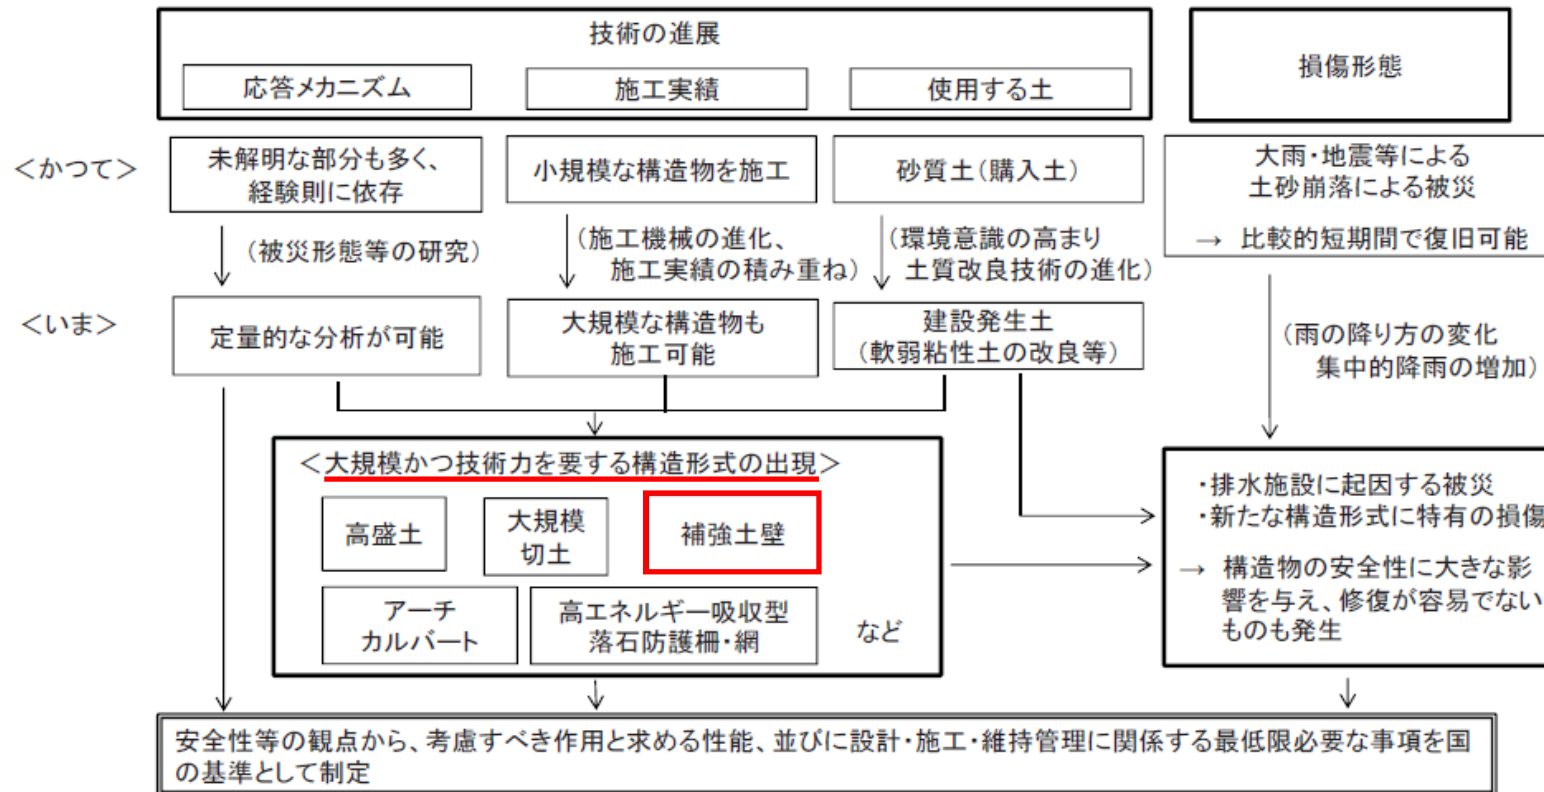 技術の進展
応答メカニズム
施工実績
使用する土
損傷形態
<かつて>
未解明な部分も多く、
経験則に依存
小規模な構造物を施工
砂質土(購入土)
大雨・地震等による
土砂崩落による被災
→ 比較的短期間で復旧可能
(被災形態等の研究)
(施工機械の進化、
施工実績の積み重ね)
(環境意識の高まり
土質改良技術の進化)
<いま>
定量的な分析が可能
大規模な構造物も
施工可能
建設発生土
(軟弱粘性土の改良等)
(雨の降り方の変化
集中的降雨の増加)
<大規模かつ技術力を要する構造形式の出現>
高盛土
大規模
切土
補強土壁
アーチ
カルバート
高エネルギー吸収型
落石防護柵・網
など
・排水施設に起因する被災
・新たな構造形式に特有の損傷
→ 構造物の安全性に大きな影
響を与え、修復が容易でない
ものも発生
安全性等の観点から、考慮すべき作用と求める性能、並びに設計・施工・維持管理に関係する最低限必要な事項を国
の基準として制定